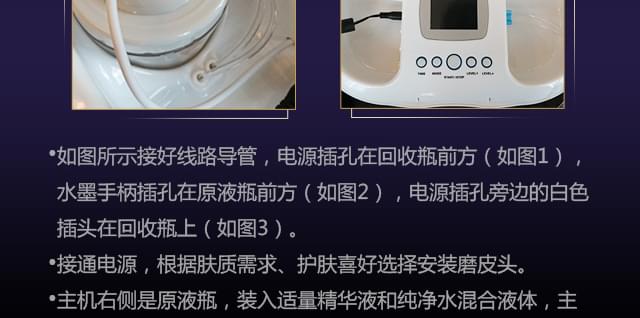 TIME MODE START/STOP LEVEL- LEVEL+
•如图所示接好线路导管，电源插孔在回收瓶前方（如图1），
水墨手柄插孔在原液瓶前方（如图2），电源插孔旁边的白色
插头在回收瓶上（如图3）。
•接通电源，根据肤质需求、护肤喜好选择安装磨皮头。
•主机右侧是原液瓶，装入适量精华液和纯净水混合液体，主